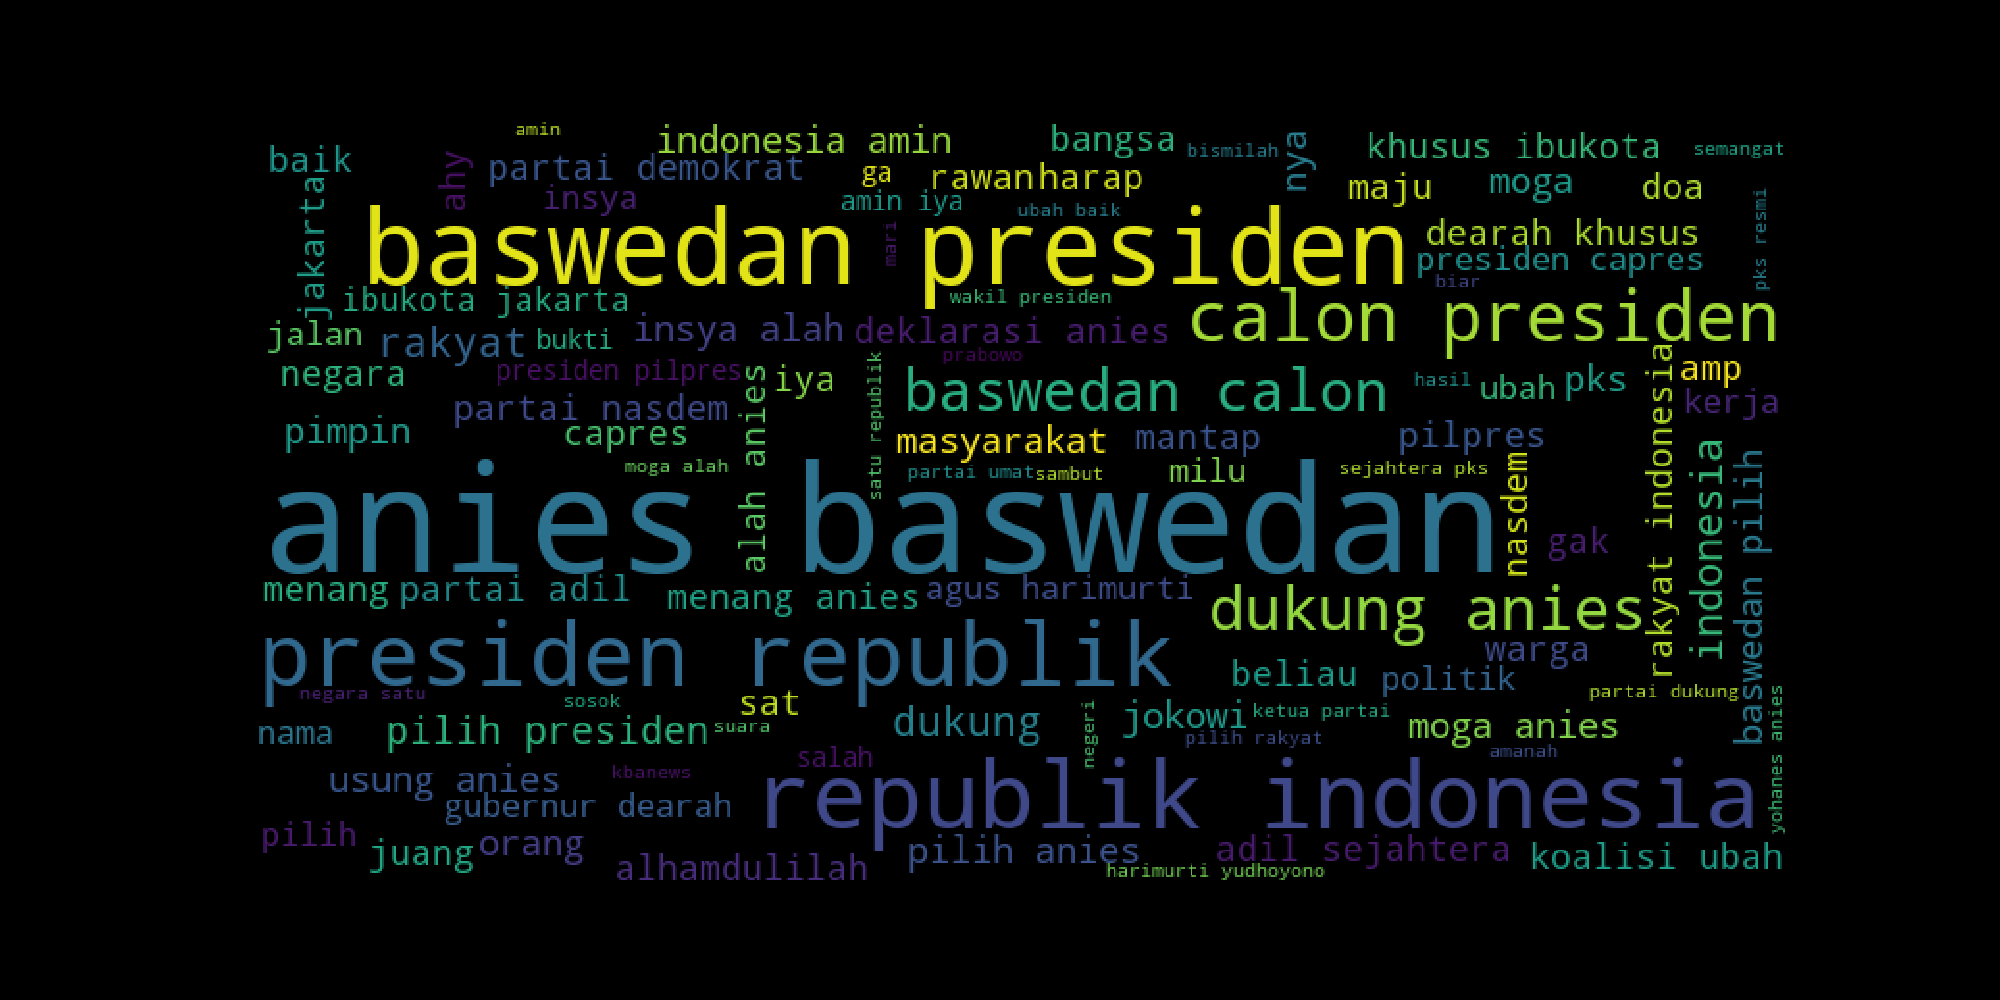 amin
indonesia amin
bangsa
bismilah
nya
khusus ibukota
semangat
baik
ahy
partai demokrat
ga
rawanharap
maju
moga
doa
jakarta
insya
amin iya
ubah baik
pks resmi
baswedan presiden
mari
dearah khusus
presiden capres
biar
ibukota jakarta
wakil presiden
calon presiden
jalan
rakyat
bukti
insya alah
deklarasi anies
prabowo
negara
presiden pilpres
alah anies
iya
satu republik
baswedan calon
hasil
ubah
pks
rakyat indonesia
amp
kerja
partai nasdem
pimpin
capres
masyarakat
mantap
pilpres
moga alah
partai umat
sambut
milu
sejahtera pks
nasdem
indonesia
baswedan pilih
anies baswedan
gak
menang
partai adil
menang anies
agus harimurti
dukung anies
presiden republik
warga
beliau
politik
negara satu
sosok
sat
partai dukung
yohanes anies
nama
pilih presiden
suara
dukung
negeri
jokowi
ketua partai
moga anies
pilih rakyat
amanah
salah
usung anies
kbanews
republik indonesia
gubernur dearah
pilih
juang
orang
alhamdulilah
pilih anies
adil sejahtera
koalisi ubah
harimurti yudhoyono